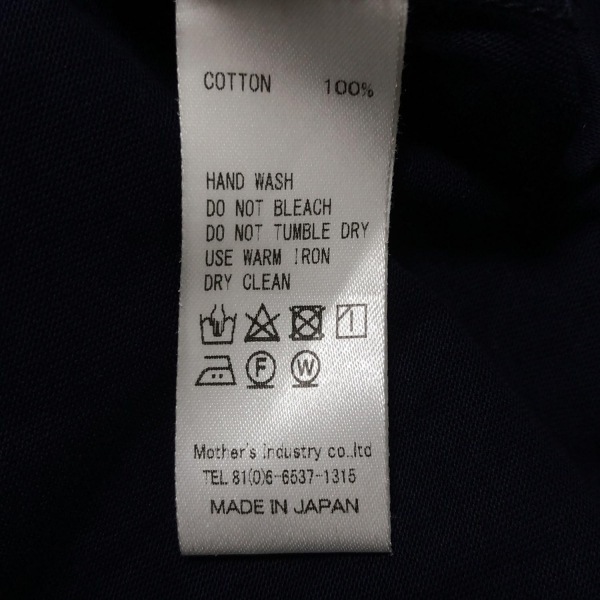 COTTON 100%
HAND WASH
DO NOT BLEACH
DO NOT TUMBLE DRY
USE WARM IRON
DRY CLEAN
F W
Mother's industry co.,ltd
TEL 81(0)6-6537-1315
MADE IN JAPAN